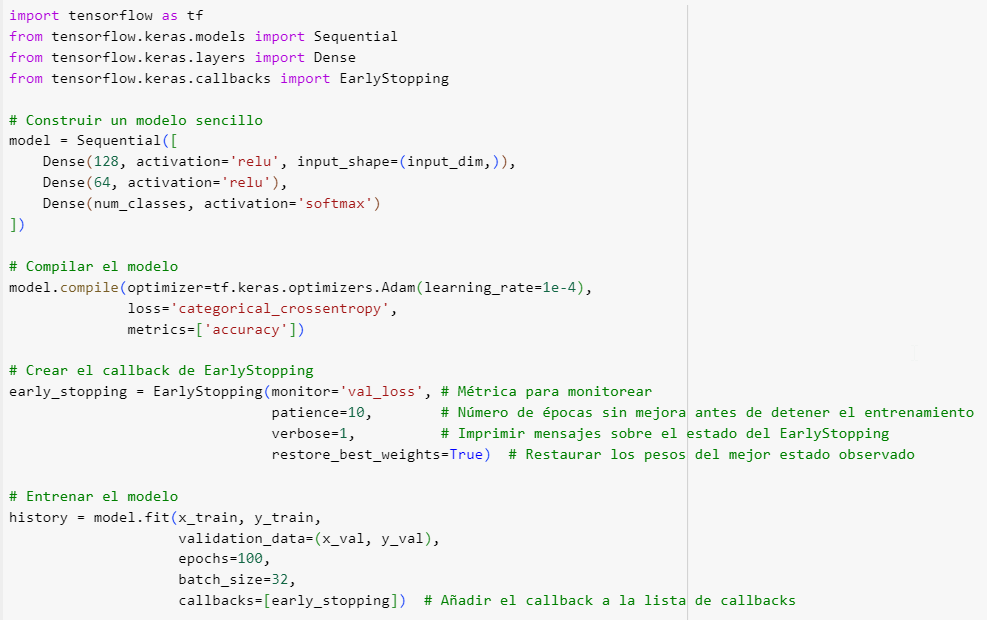 import tensorflow as tf
from tensorflow.keras.models import Sequential
from tensorflow.keras.layers import Dense
from tensorflow.keras.callbacks import EarlyStopping

# Construir un modelo sencillo
model = Sequential([
    Dense(128, activation='relu', input_shape=(input_dim,)),
    Dense(64, activation='relu'),
    Dense(num_classes, activation='softmax')
])

# Compilar el modelo
model.compile(optimizer=tf.keras.optimizers.Adam(learning_rate=1e-4),
              loss='categorical_crossentropy',
              metrics=['accuracy'])

# Crear el callback de EarlyStopping
early_stopping = EarlyStopping(monitor='val_loss', # Métrica para monitorear
                               patience=10,        # Número de épocas sin mejora antes de detener el entrenamiento
                               verbose=1,          # Imprimir mensajes sobre el estado del EarlyStopping
                               restore_best_weights=True)  # Restaurar los pesos del mejor estado observado

# Entrenar el modelo
history = model.fit(x_train, y_train,
                    validation_data=(x_val, y_val),
                    epochs=100,
                    batch_size=32,
                    callbacks=[early_stopping])  # Añadir el callback a la lista de callbacks